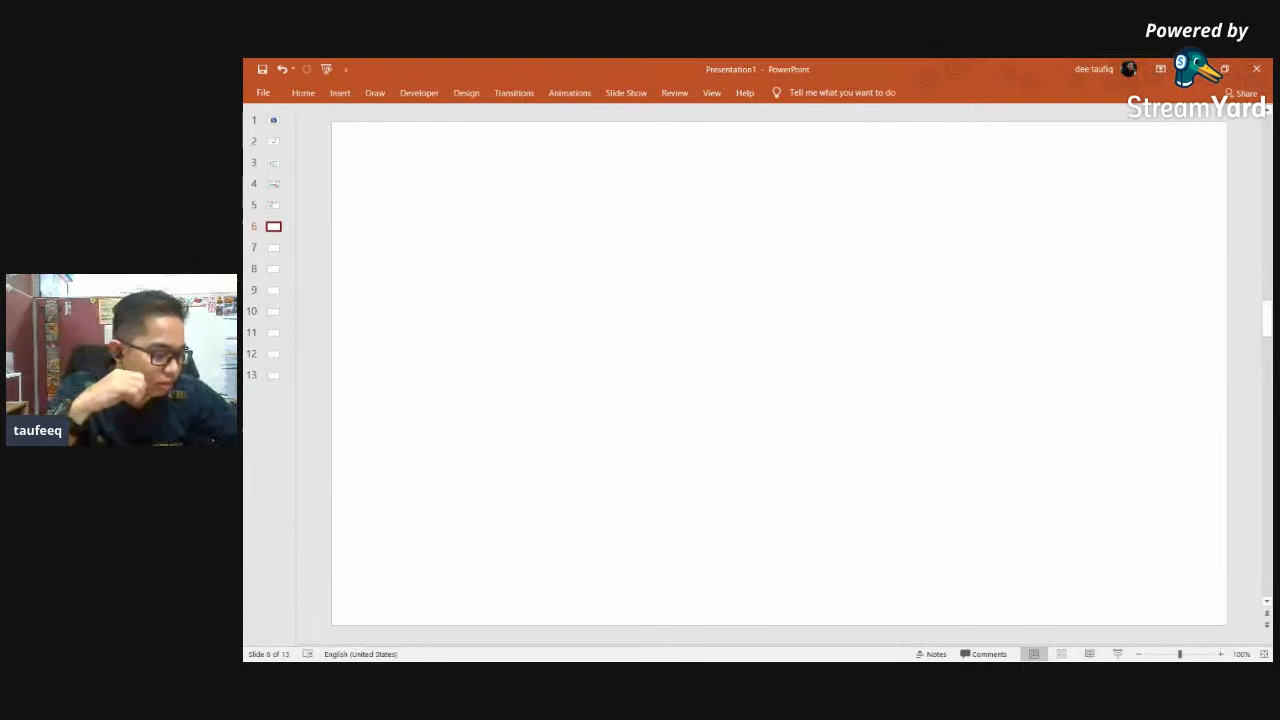 Powered by
StreamYard
Presentation1 - PowerPoint
dee taufiq
File Home Insert Draw Developer Design Transitions Animations Slide Show Review View Help Tell me what you want to do
Share
1
2
3
4
5
6
7
8
9
10
11
12
13
taufeeq
Slide 6 of 13 English (United States) Notes Comments 100%